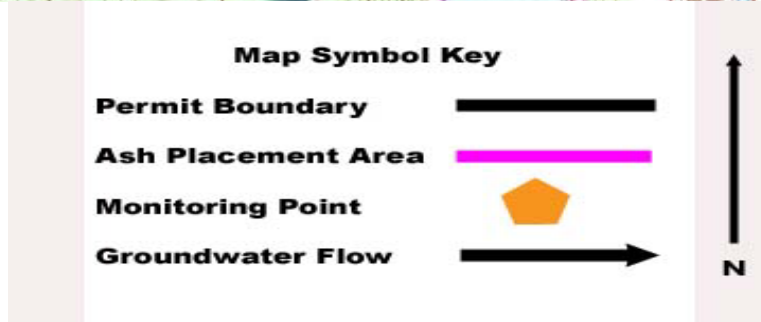 Map Symbol Key
Permit Boundary
Ash Placement Area
Monitoring Point
Groundwater Flow
N